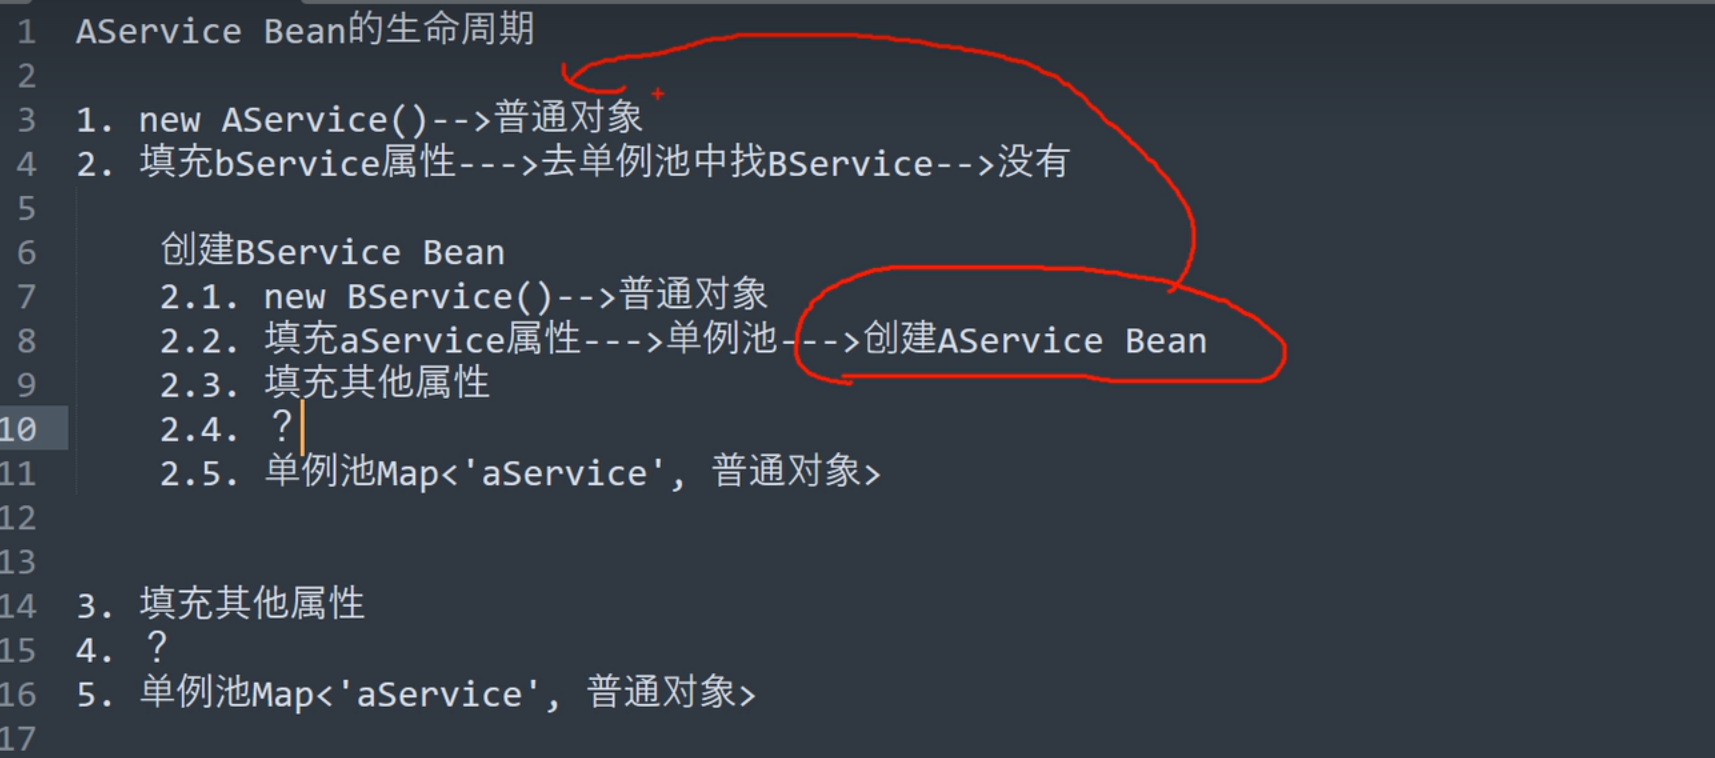 1 AService Bean的生命周期
2
3 1. new AService()-->普通对象
4 2. 填充bService属性--->去单例池中找BService-->没有
5
6 创建BService Bean
7 2.1. new BService()-->普通对象
8 2.2. 填充aService属性--->单例池--->创建AService Bean
9 2.3. 填充其他属性
10 2.4. ？
11 2.5. 单例池Map<'aService', 普通对象>
12
13
14 3. 填充其他属性
15 4. ？
16 5. 单例池Map<'aService', 普通对象>
17